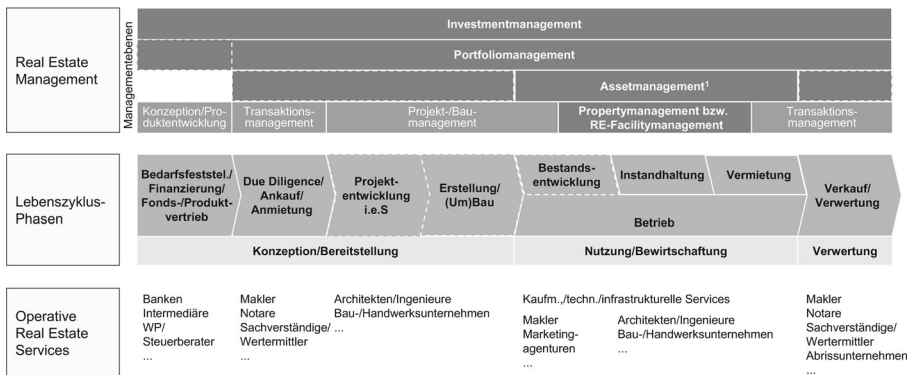 Real Estate
Management
Managementebenen
Investmentmanagement
Portfoliomanagement
Assetmanagement¹
Konzeption/Pro-
duktentwicklung
Transaktions-
management
Projekt-/Bau-
management
Propertymanagement bzw.
RE-Facilitymanagement
Transaktions-
management
Lebenszyklus-
Phasen
Bedarfsfeststel./
Finanzierung/
Fonds-/Produkt-
vertrieb
Due Diligence/
Ankauf/
Anmietung
Projekt-
entwicklung
i.e.S
Erstellung/
(Um)Bau
Bestands-
entwicklung
Instandhaltung
Vermietung
Betrieb
Verkauf/
Verwertung
Konzeption/Bereitstellung
Nutzung/Bewirtschaftung
Verwertung
Operative
Real Estate
Services
Banken
Intermediäre
WP/
Steuerberater
...
Makler
Notare
Sachverständige/
Wertermittler
...
Architekten/Ingenieure
Bau-/Handwerksunternehmen
...
Kaufm.,/techn./infrastrukturelle Services
Makler
Marketing-
agenturen
...
Architekten/Ingenieure
Bau-/Handwerksunternehmen
...
Makler
Notare
Sachverständige/
Wertermittler
Abrissunternehmen
...